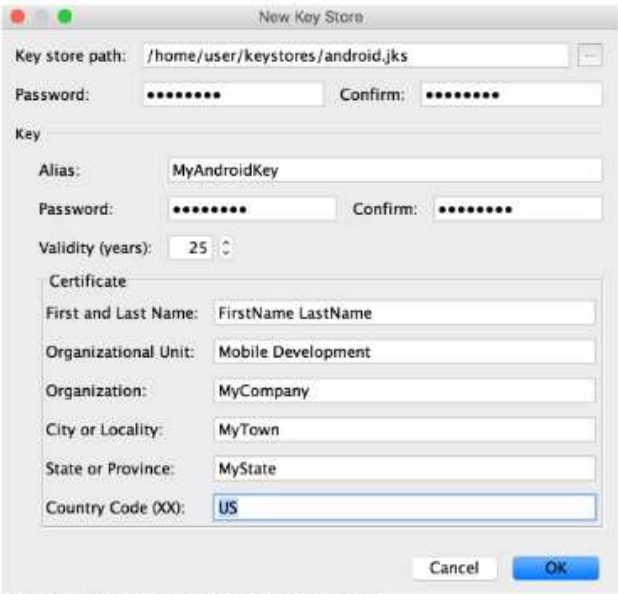 New Key Store
Key store path: /home/user/keystores/android.jks ...
Password: •••••••• Confirm: ••••••••
Key
Alias: MyAndroidKey
Password: •••••••• Confirm: ••••••••
Validity (years): 25
Certificate
First and Last Name: FirstName LastName
Organizational Unit: Mobile Development
Organization: MyCompany
City or Locality: MyTown
State or Province: MyState
Country Code (XX): US
Cancel OK